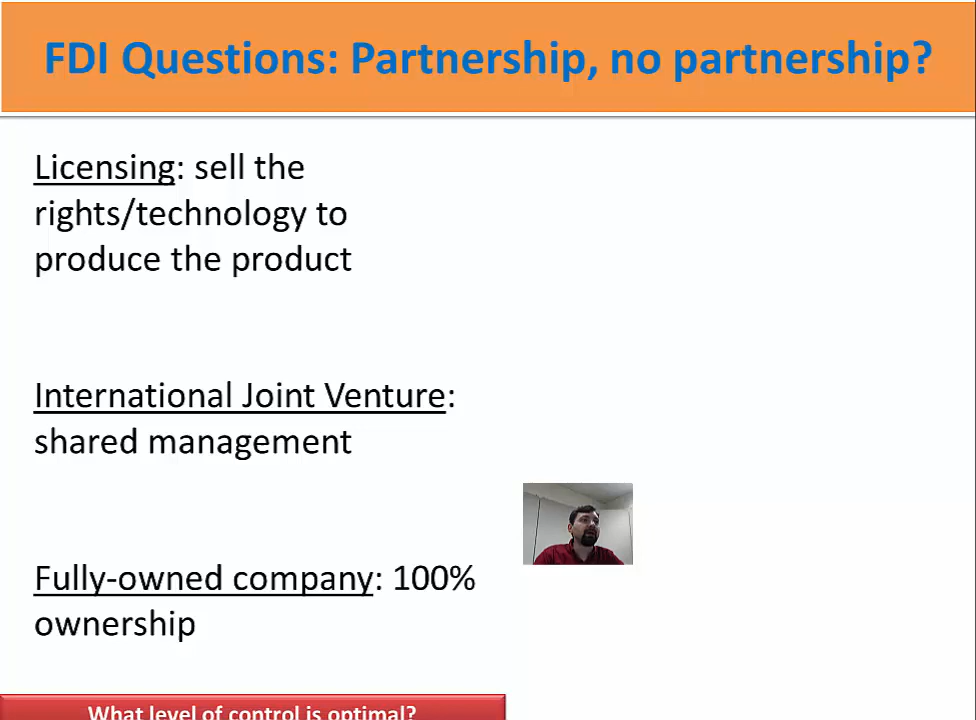 FDI Questions: Partnership, no partnership?
Licensing: sell the
rights/technology to
produce the product
International Joint Venture:
shared management
Fully-owned company: 100%
ownership
What level of control is optimal?